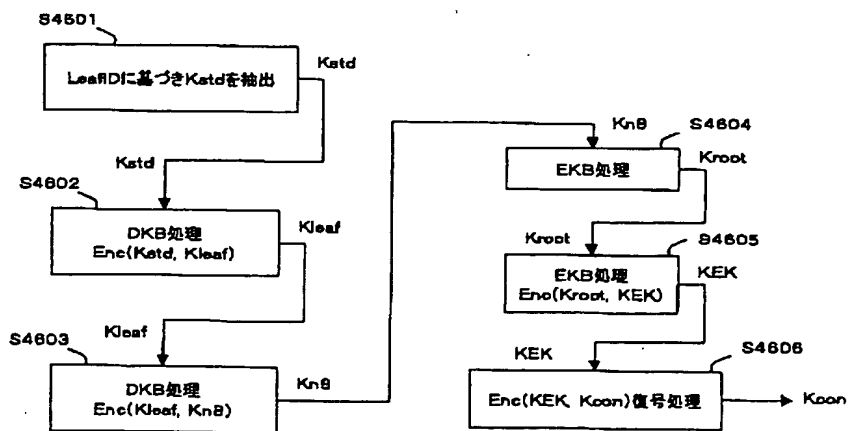 S4601
LeafIDに基づきKstdを抽出
Kstd
Kstd
S4602
DKB処理
Enc(Kstd, Kleaf)
Kleaf
Kleaf
S4603
DKB処理
Enc(Kleaf, Kn8)
Kn8
Kn8
S4604
EKB処理
Kroot
Kroot
S4605
EKB処理
Enc(Kroot, KEK)
KEK
KEK
S4606
Enc(KEK, Kcon)復号処理
Kcon